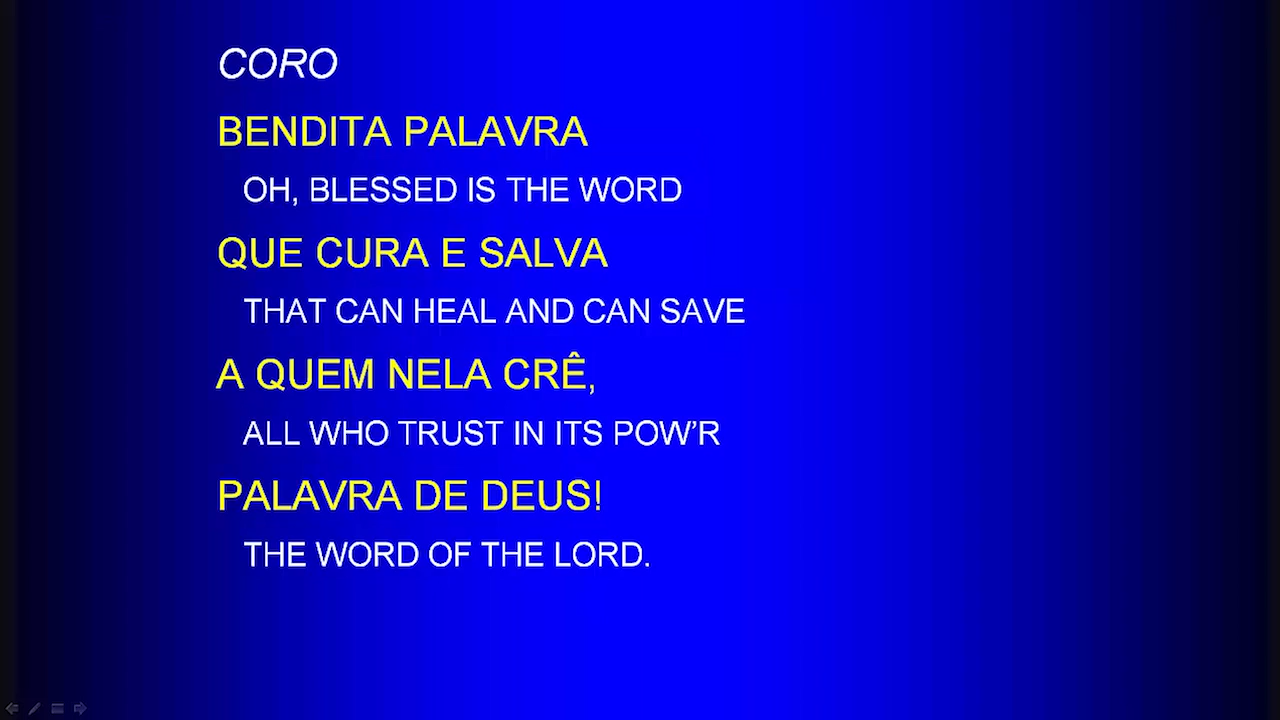 CORO
BENDITA PALAVRA
OH, BLESSED IS THE WORD
QUE CURA E SALVA
THAT CAN HEAL AND CAN SAVE
A QUEM NELA CRÊ,
ALL WHO TRUST IN ITS POW’R
PALAVRA DE DEUS!
THE WORD OF THE LORD.